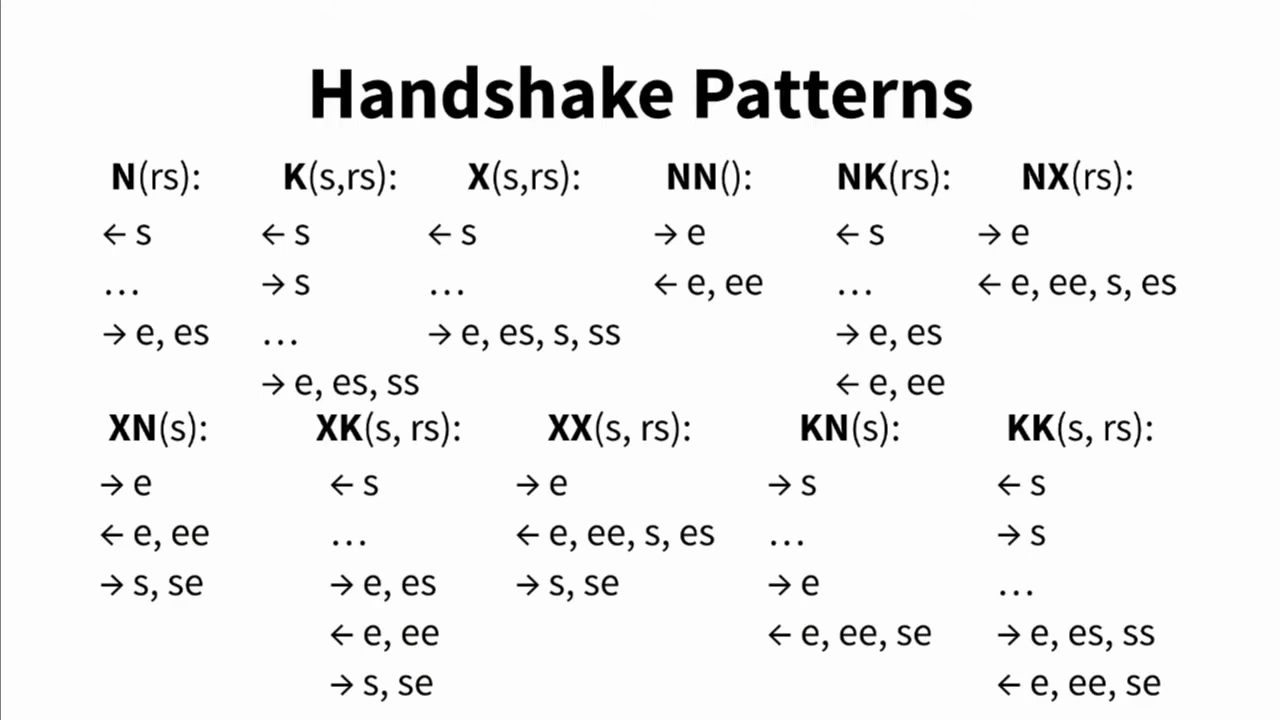 Handshake Patterns
N(rs):
← s
…
→ e, es
K(s,rs):
← s
→ s
…
→ e, es, ss
X(s,rs):
← s
…
→ e, es, s, ss
NN():
→ e
← e, ee
NK(rs):
← s
…
→ e, es
← e, ee
NX(rs):
→ e
← e, ee, s, es
XN(s):
→ e
← e, ee
→ s, se
XK(s, rs):
← s
…
→ e, es
← e, ee
→ s, se
XX(s, rs):
→ e
← e, ee, s, es
→ s, se
KN(s):
→ s
…
→ e
← e, ee, se
KK(s, rs):
← s
→ s
…
→ e, es, ss
← e, ee, se